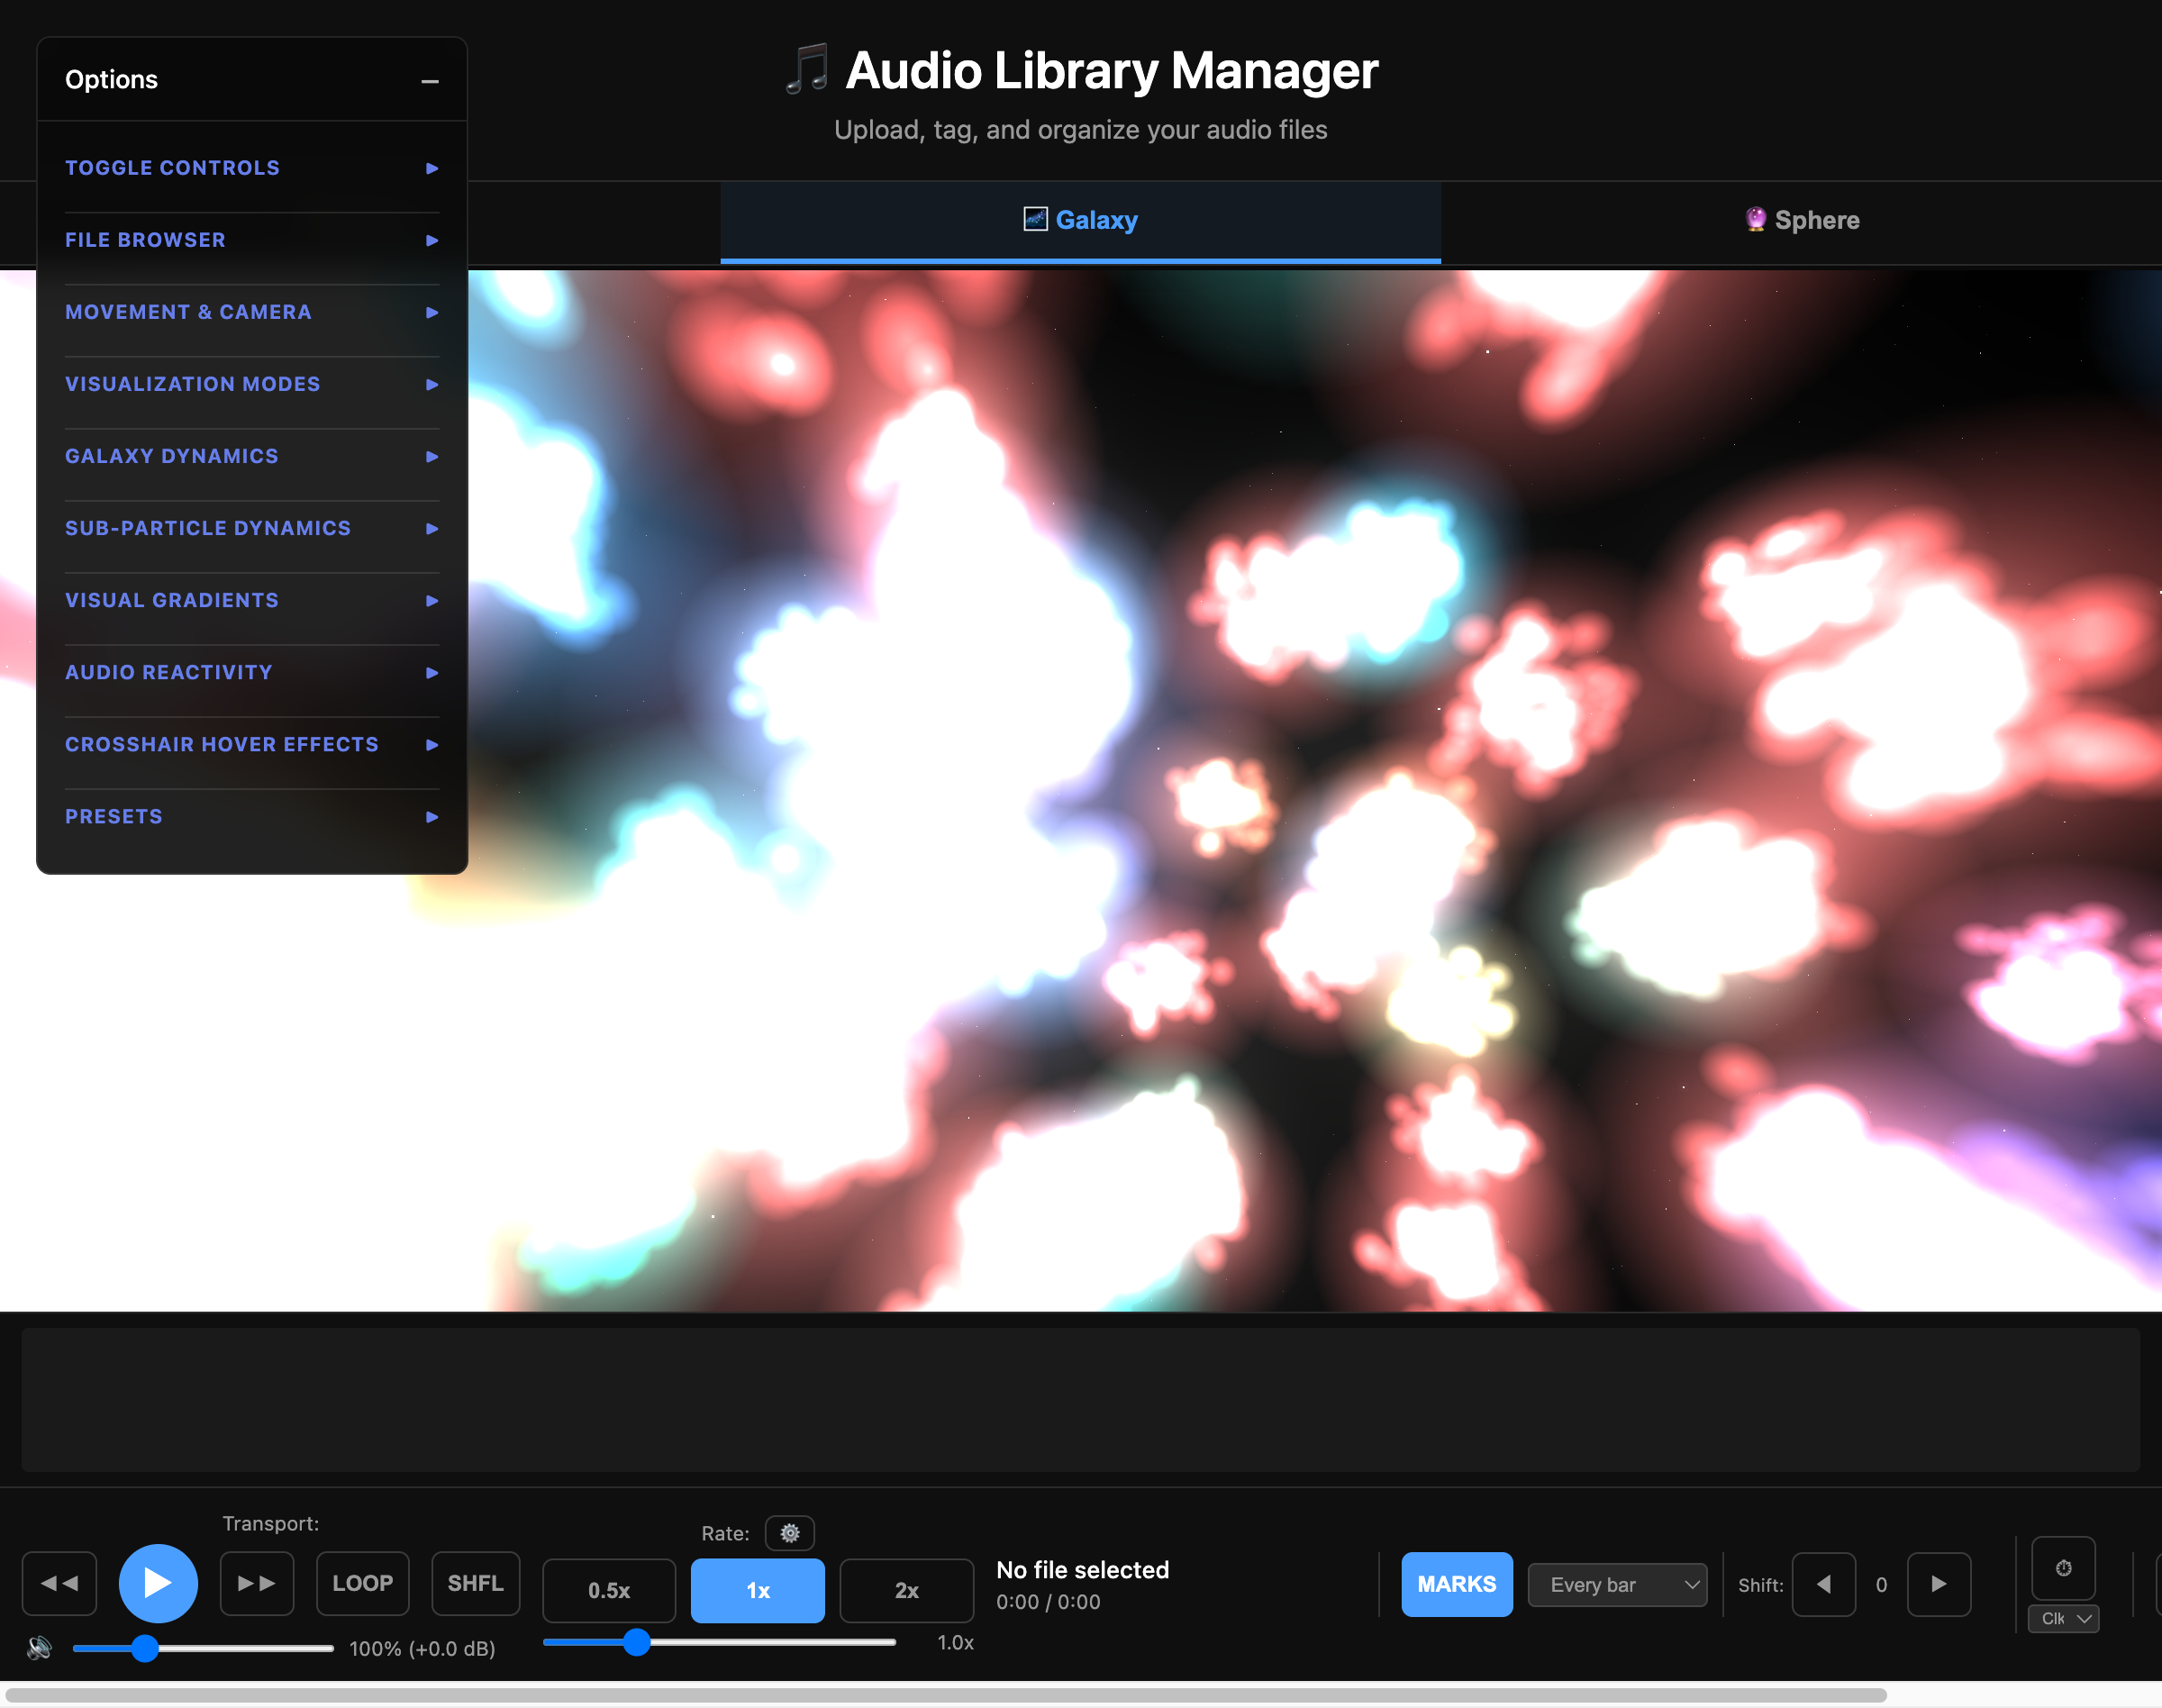 Options
Audio Library Manager
Upload, tag, and organize your audio files
Galaxy
Sphere
TOGGLE CONTROLS
FILE BROWSER
MOVEMENT & CAMERA
VISUALIZATION MODES
GALAXY DYNAMICS
SUB-PARTICLE DYNAMICS
VISUAL GRADIENTS
AUDIO REACTIVITY
CROSSHAIR HOVER EFFECTS
PRESETS
Transport:
LOOP
SHFL
100% (+0.0 dB)
Rate:
0.5x
1x
2x
1.0x
No file selected
0:00 / 0:00
MARKS
Every bar
Shift:
0
Clk